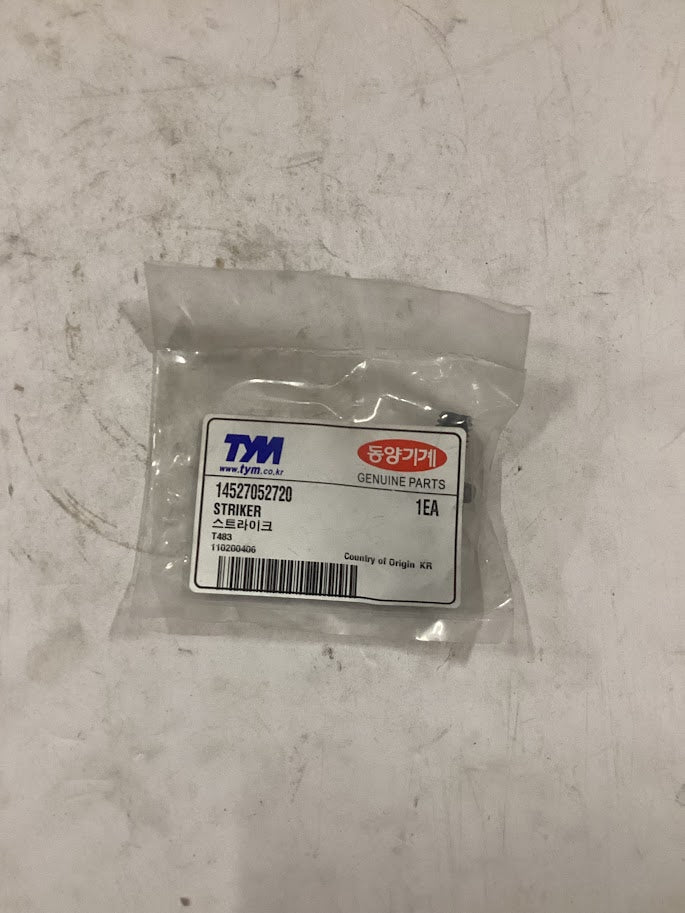 TYM
www.tym.co.kr
동양기계
GENUINE PARTS
14527052720
1EA
STRIKER
스트라이크
T483
110200406
Country of Origin KR